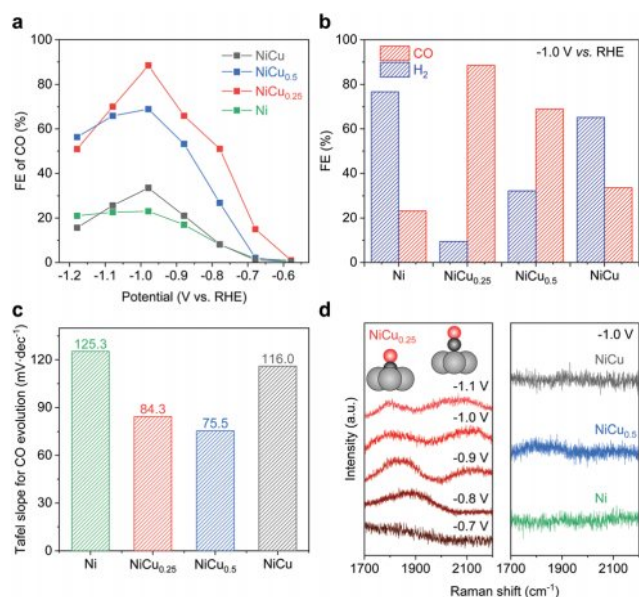 a
100
80
60
40
20
0
FE of CO (%)
NiCu
NiCu0.5
NiCu0.25
Ni
-1.2 -1.1 -1.0 -0.9 -0.8 -0.7 -0.6
Potential (V vs. RHE)
b
100
80
60
40
20
0
FE (%)
CO
H2
-1.0 V vs. RHE
Ni NiCu0.25 NiCu0.5 NiCu
c
120
90
60
30
0
Tafel slope for CO evolution (mV·dec-1)
125.3
84.3
75.5
116.0
Ni NiCu0.25 NiCu0.5 NiCu
d
Intensity (a.u.)
NiCu0.25
-1.1 V
-1.0 V
-0.9 V
-0.8 V
-0.7 V
1700 1900 2100
-1.0 V
NiCu
NiCu0.5
Ni
1700 1900 2100
Raman shift (cm-1)